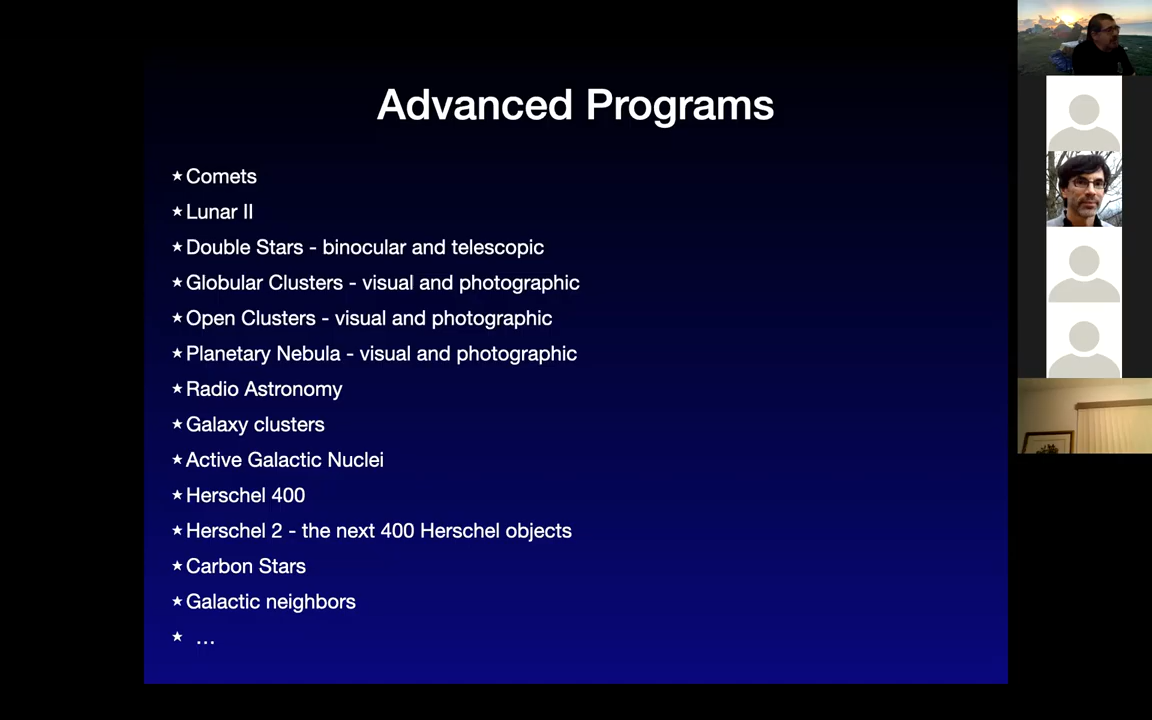 Advanced Programs
★ Comets
★ Lunar II
★ Double Stars - binocular and telescopic
★ Globular Clusters - visual and photographic
★ Open Clusters - visual and photographic
★ Planetary Nebula - visual and photographic
★ Radio Astronomy
★ Galaxy clusters
★ Active Galactic Nuclei
★ Herschel 400
★ Herschel 2 - the next 400 Herschel objects
★ Carbon Stars
★ Galactic neighbors
★ ...